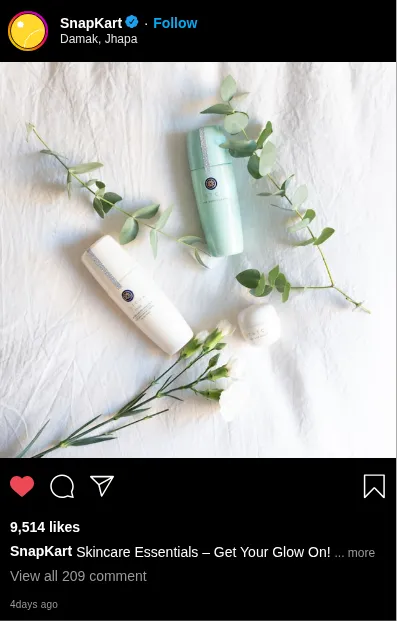 SnapKart · Follow
Damak, Jhapa
9,514 likes
SnapKart Skincare Essentials – Get Your Glow On! ... more
View all 209 comment
4days ago